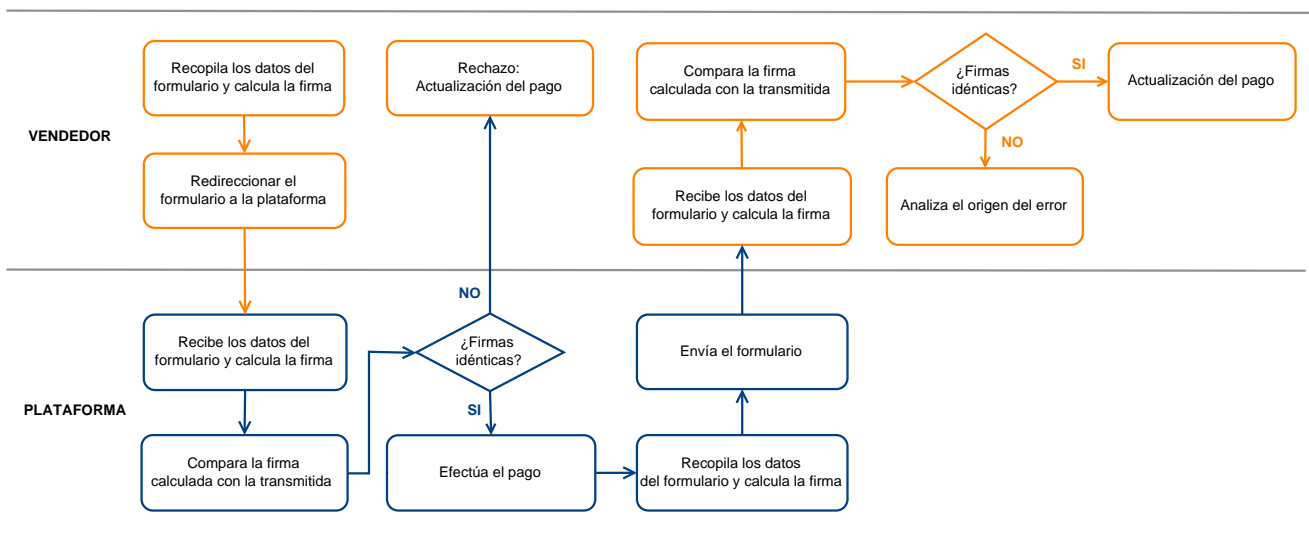 VENDEDOR
Recopila los datos del
formulario y calcula la firma
Redireccionar el
formulario a la plataforma
Rechazo:
Actualización del pago
Compara la firma
calculada con la transmitida
Recibe los datos del
formulario y calcula la firma
¿Firmas
idénticas?
SI
Actualización del pago
NO
Analiza el origen del error
PLATAFORMA
Recibe los datos del
formulario y calcula la firma
Compara la firma
calculada con la transmitida
NO
¿Firmas
idénticas?
SI
Efectúa el pago
Envía el formulario
Recopila los datos
del formulario y calcula la firma